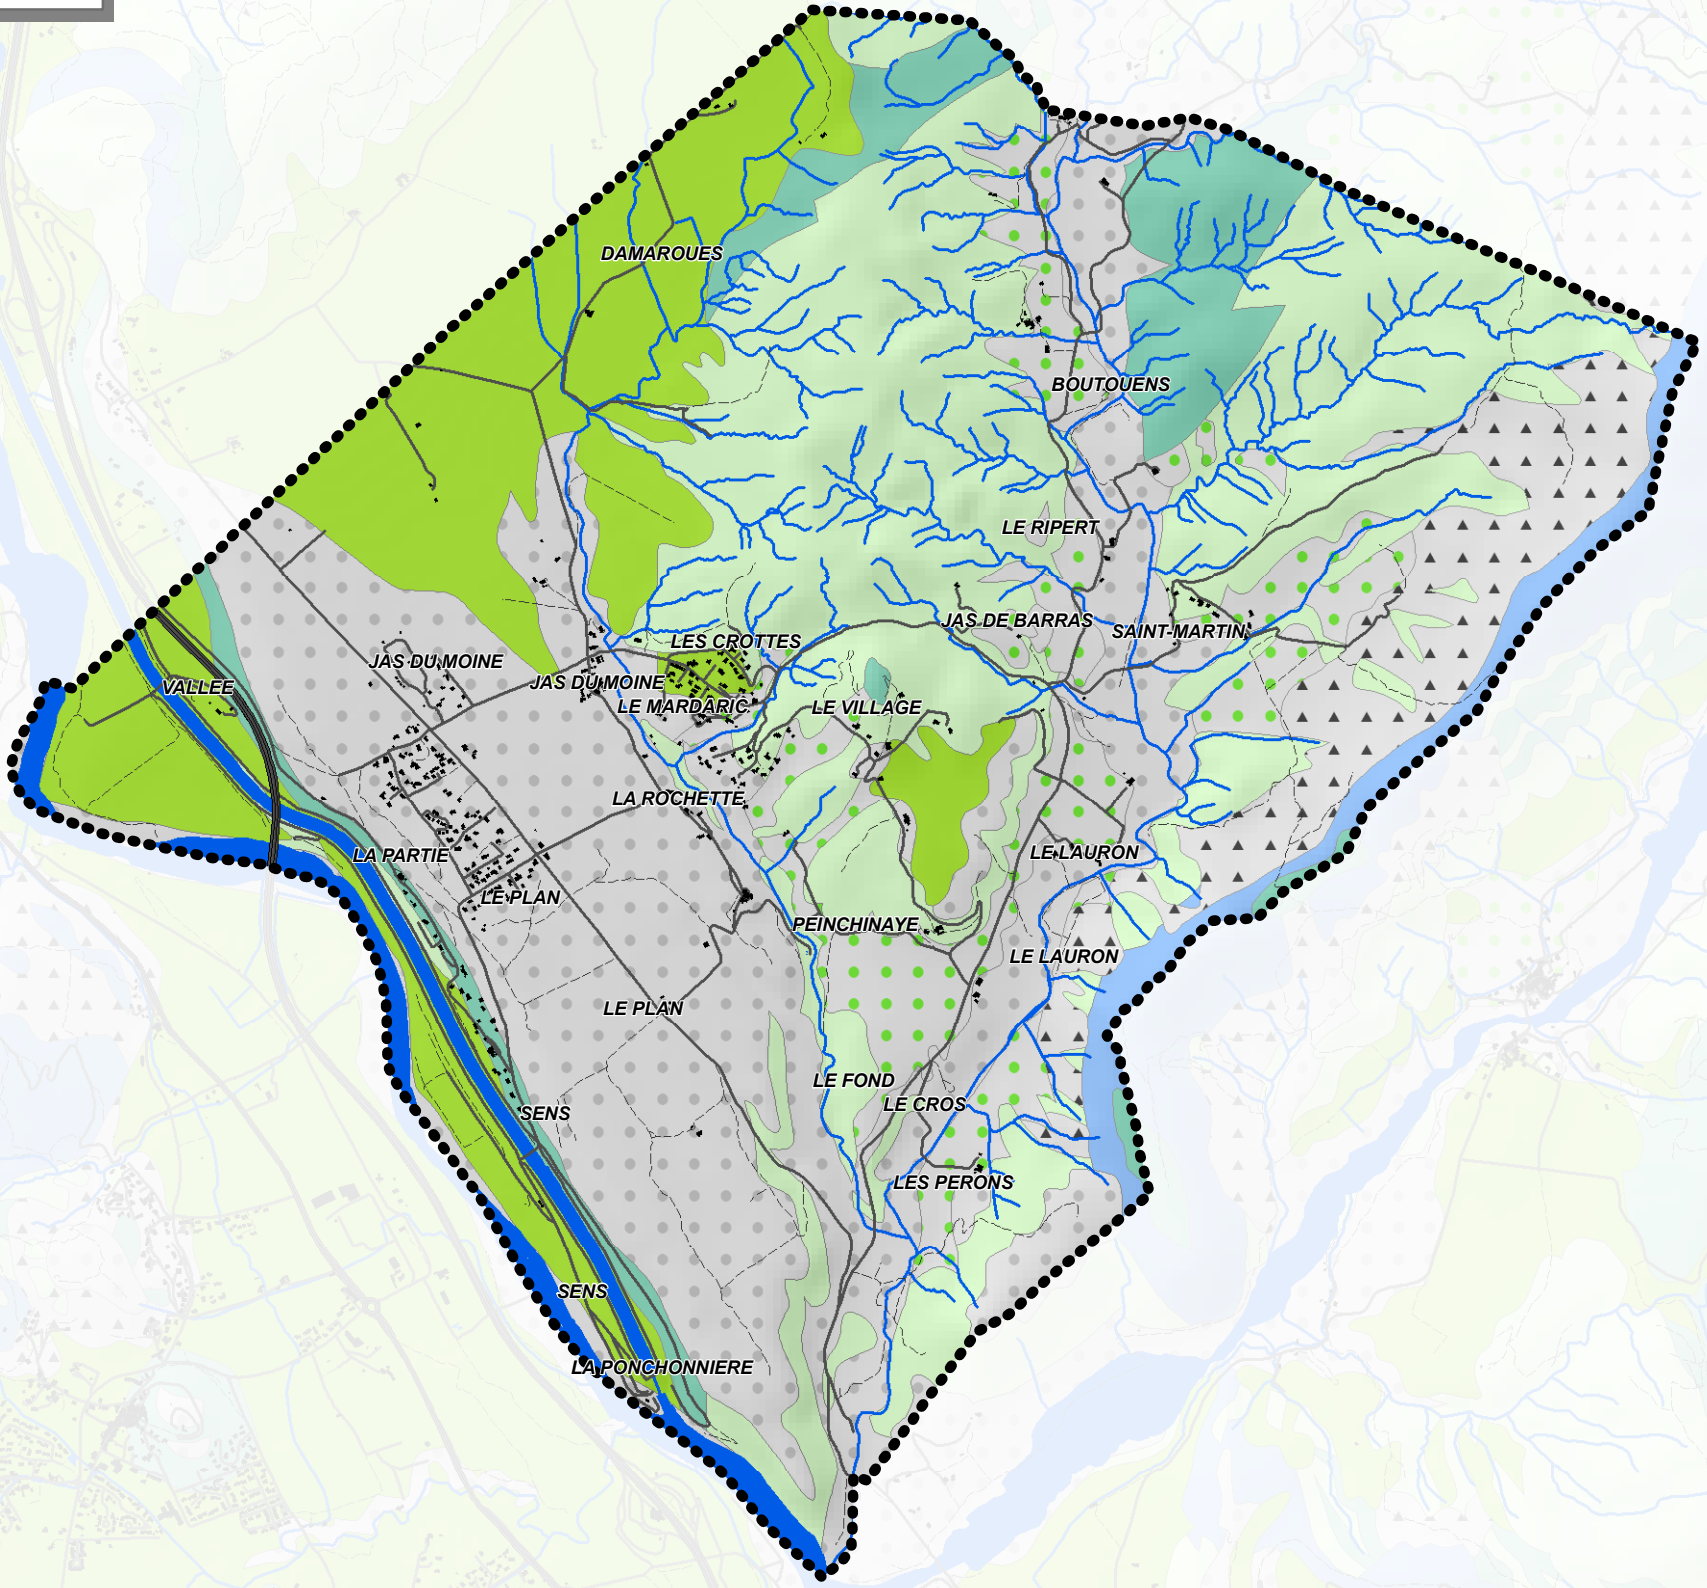 DAMAROUES
BOUTOUENS
LE RIPERT
JAS DE BARRAS
SAINT-MARTIN
LES CROTTES
JAS DU MOINE
JAS DU MOINE
VALLEE
LE MARDARIC
LE VILLAGE
LA ROCHETTE
LA PARTIE
LE LAURON
LE PLAN
PEINCHINAYE
LE LAURON
LE PLAN
LE FOND
LE CROS
SENS
LES PERONS
SENS
LA PONCHONNIERE